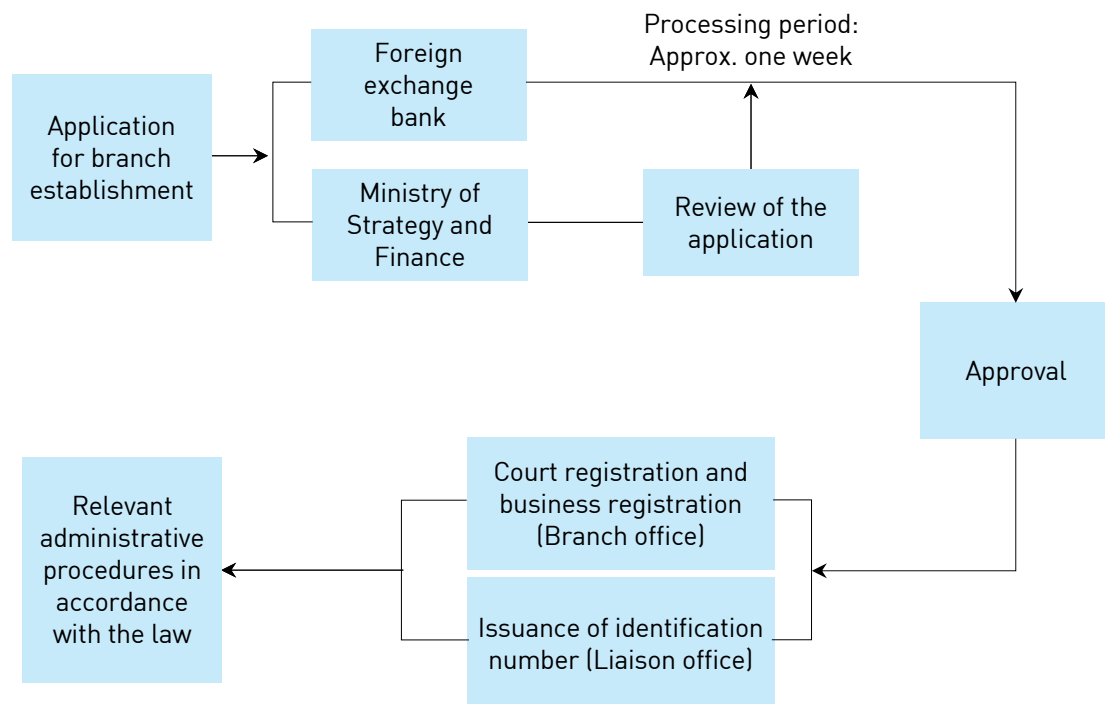 Application
for branch
establishment
Foreign
exchange
bank
Ministry of
Strategy and
Finance
Processing period:
Approx. one week
Review of the
application
Approval
Court registration and
business registration
(Branch office)
Issuance of identification
number (Liaison office)
Relevant
administrative
procedures in
accordance
with the law